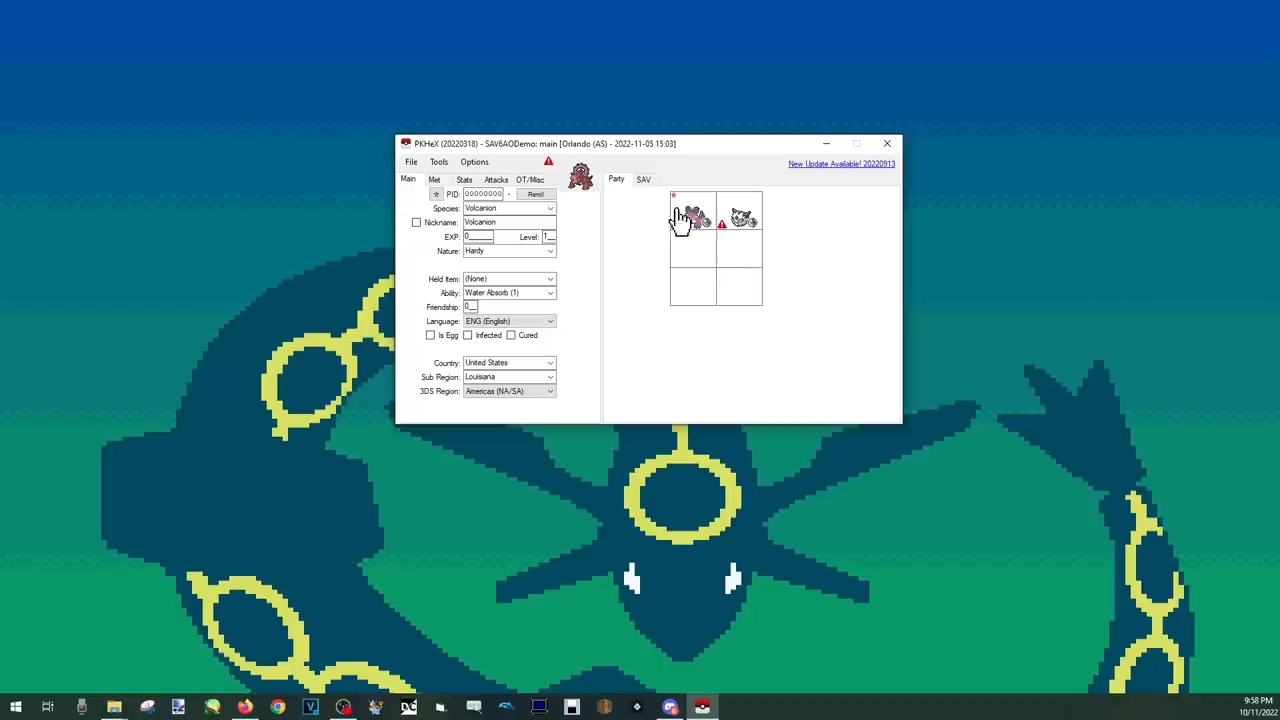 PKHeX (20220318) - SAV6AODemo: main [Orlando (AS) - 2022-11-05 15:03]
File Tools Options
New Update Available! 20220913
Main Met Stats Attacks OT/Misc
Party SAV
PID: 00000000 - Reroll
Species: Volcanion
Nickname: Volcanion
EXP: 0 Level: 1
Nature: Hardy
Held Item: (None)
Ability: Water Absorb (1)
Friendship: 0
Language: ENG (English)
Is Egg Infected Cured
Country: United States
Sub Region: Louisiana
3DS Region: Americas (NA/SA)
DC
9:58 PM
10/11/2022